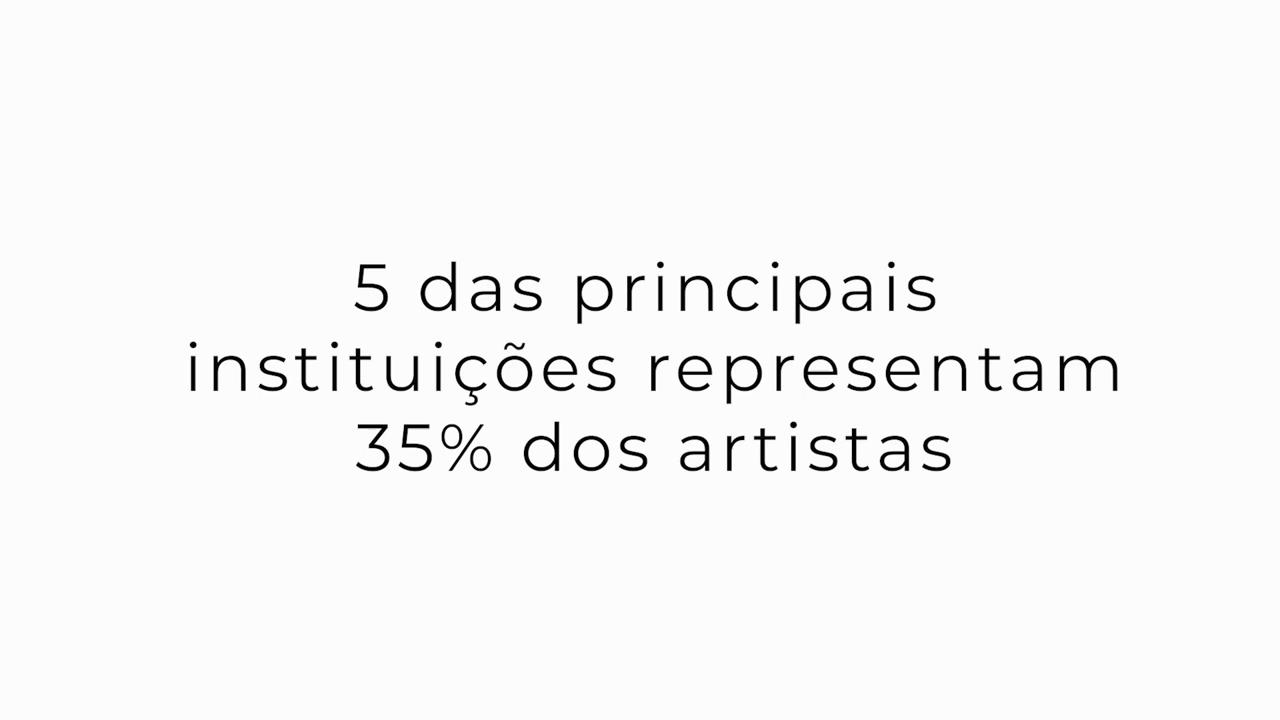 5 das principais
instituições representam
35% dos artistas